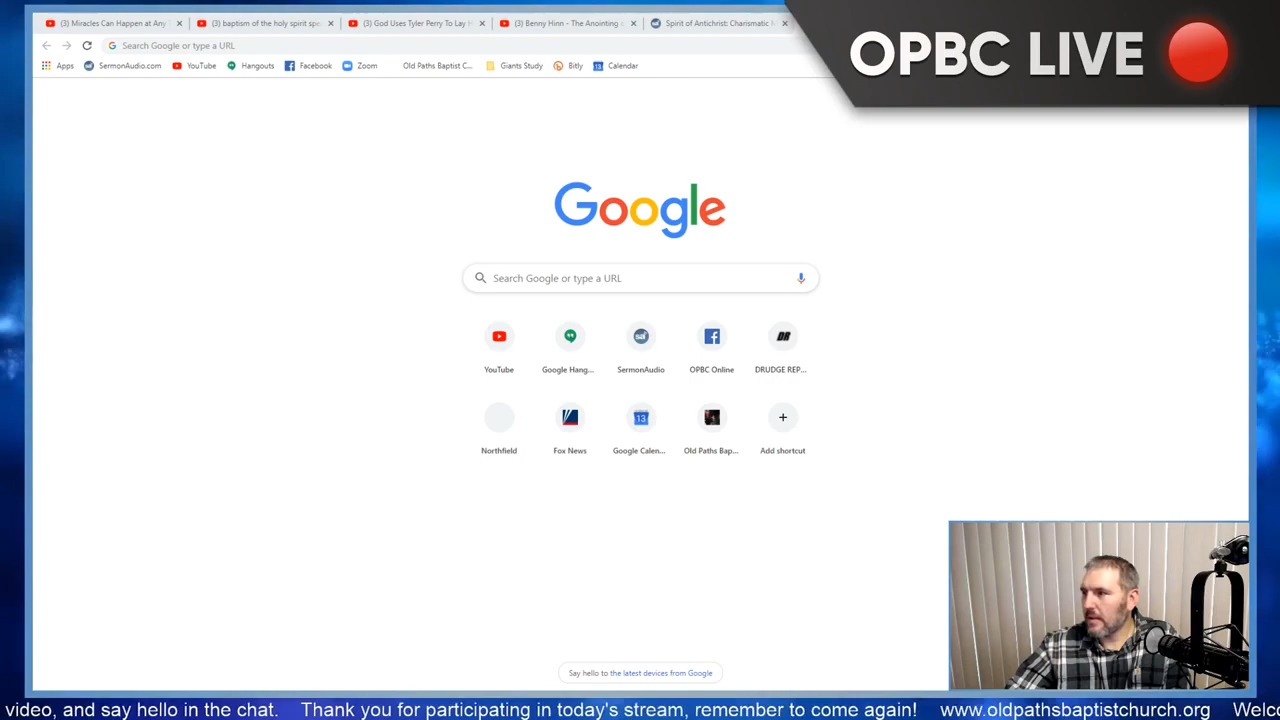 (3) Miracles Can Happen at Any
(3) baptism of the holy spirit spe
(3) God Uses Tyler Perry To Lay H
(3) Benny Hinn - The Anointing o
Spirit of Antichrist: Charismatic M
OPBC LIVE
Search Google or type a URL
Apps SermonAudio.com YouTube Hangouts Facebook Zoom Old Paths Baptist C... Giants Study Bitly Calendar
Google
Search Google or type a URL
sa
DR
YouTube Google Hang... SermonAudio OPBC Online DRUDGE REP...
13
Northfield Fox News Google Calen... Old Paths Bap... Add shortcut
Say hello to the latest devices from Google
video, and say hello in the chat. Thank you for participating in today's stream, remember to come again! www.oldpathsbaptistchurch.org Welco